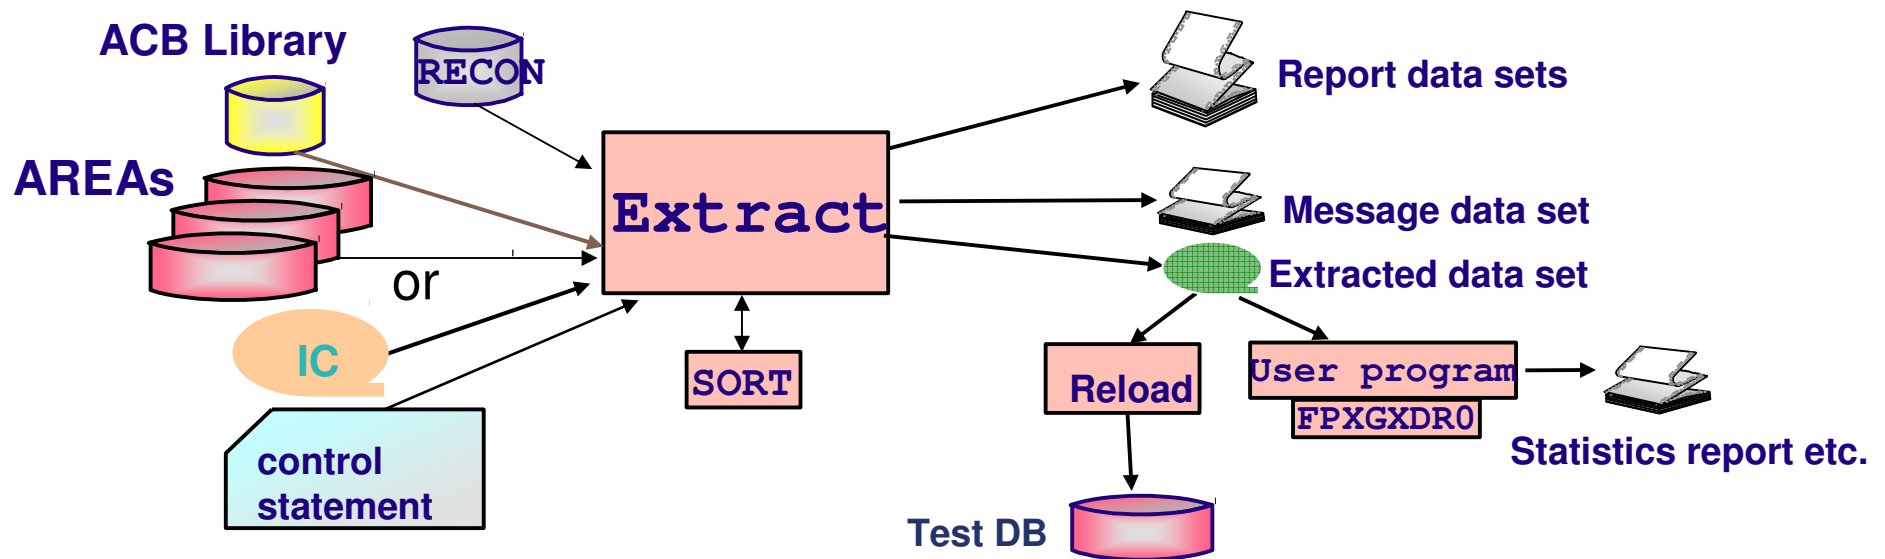 ACB Library
RECON
Report data sets
AREAs
Extract
Message data set
or
Extracted data set
IC
SORT
Reload
User program
FPXGXDR0
control
statement
Statistics report etc.
Test DB